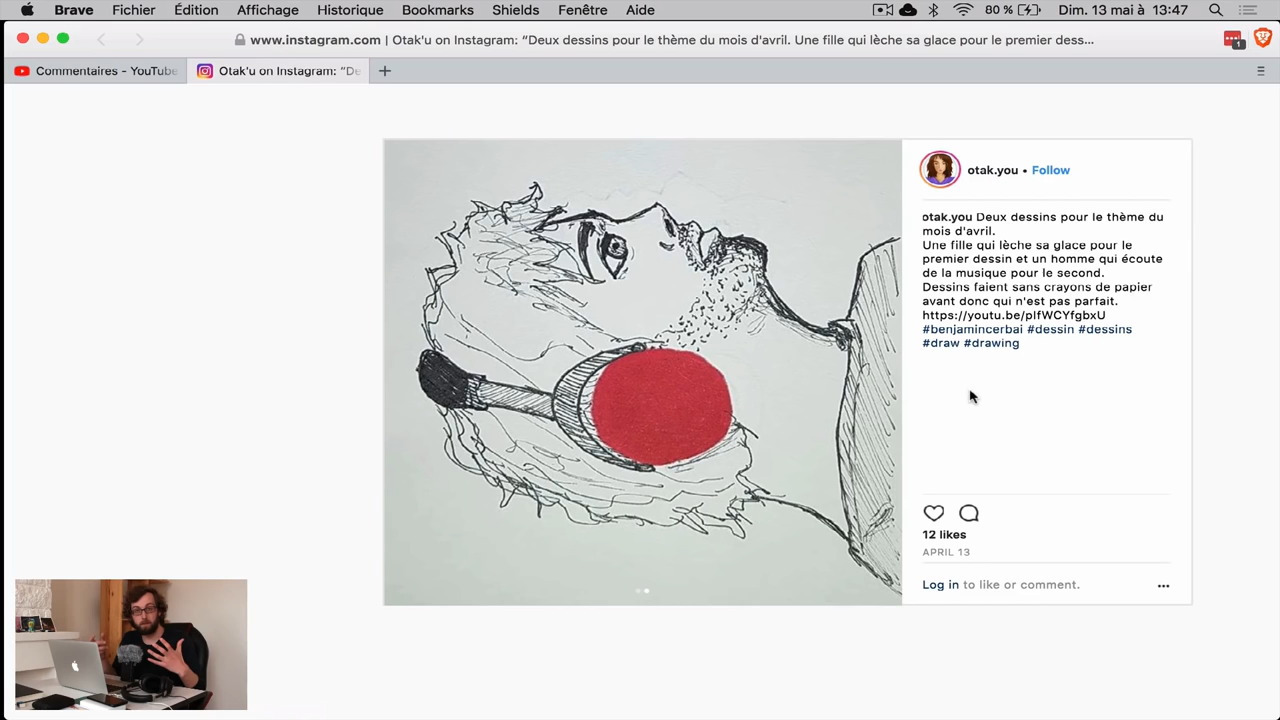 Brave Fichier Édition Affichage Historique Bookmarks Shields Fenêtre Aide 80 % Dim. 13 mai à 13:47
www.instagram.com | Otak'u on Instagram: “Deux dessins pour le thème du mois d'avril. Une fille qui lèche sa glace pour le premier dess...
1
Commentaires - YouTube
Otak'u on Instagram: “De
otak.you • Follow
otak.you Deux dessins pour le thème du
mois d'avril.
Une fille qui lèche sa glace pour le
premier dessin et un homme qui écoute
de la musique pour le second.
Dessins faient sans crayons de papier
avant donc qui n'est pas parfait.
https://youtu.be/pIfWCYfgbxU
#benjamincerbai #dessin #dessins
#draw #drawing
12 likes
APRIL 13
Log in to like or comment.